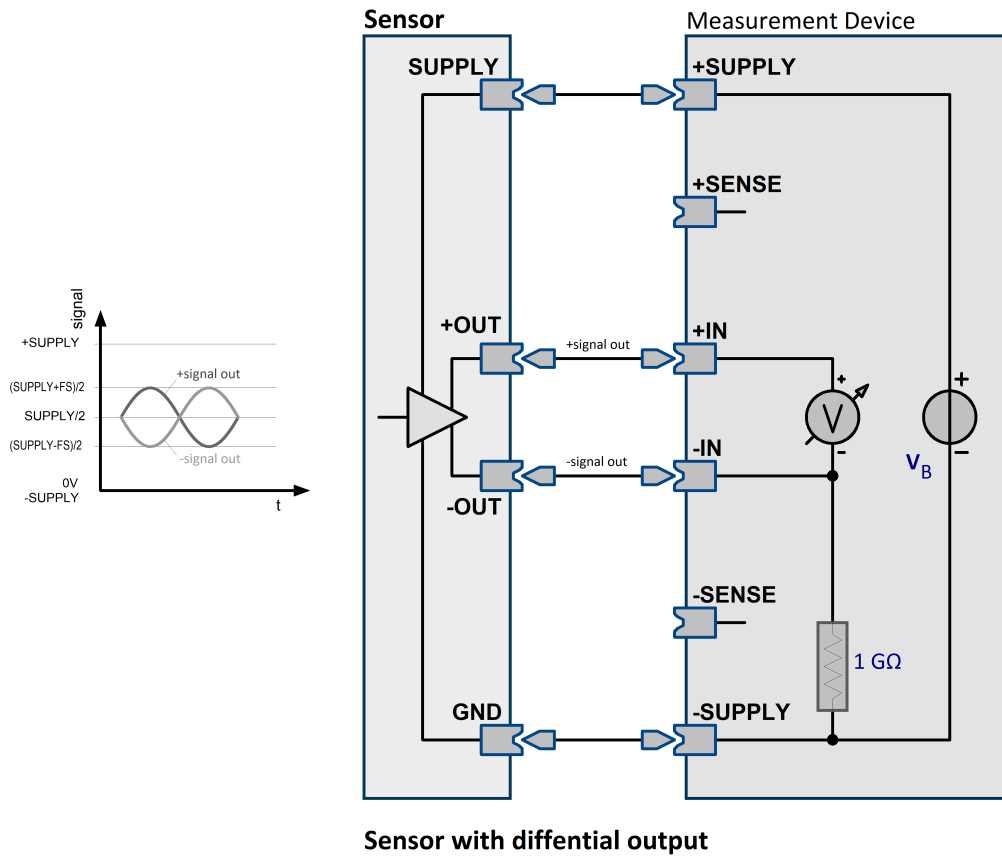 Sensor
Measurement Device
SUPPLY
+SUPPLY
+SENSE
signal
+SUPPLY
(SUPPLY+FS)/2
SUPPLY/2
(SUPPLY-FS)/2
0V
-SUPPLY
+signal out
-signal out
t
+OUT
+signal out
+IN
+
V
-
+
-
VB
-OUT
-signal out
-IN
-SENSE
1 GΩ
GND
-SUPPLY
Sensor with diffential output